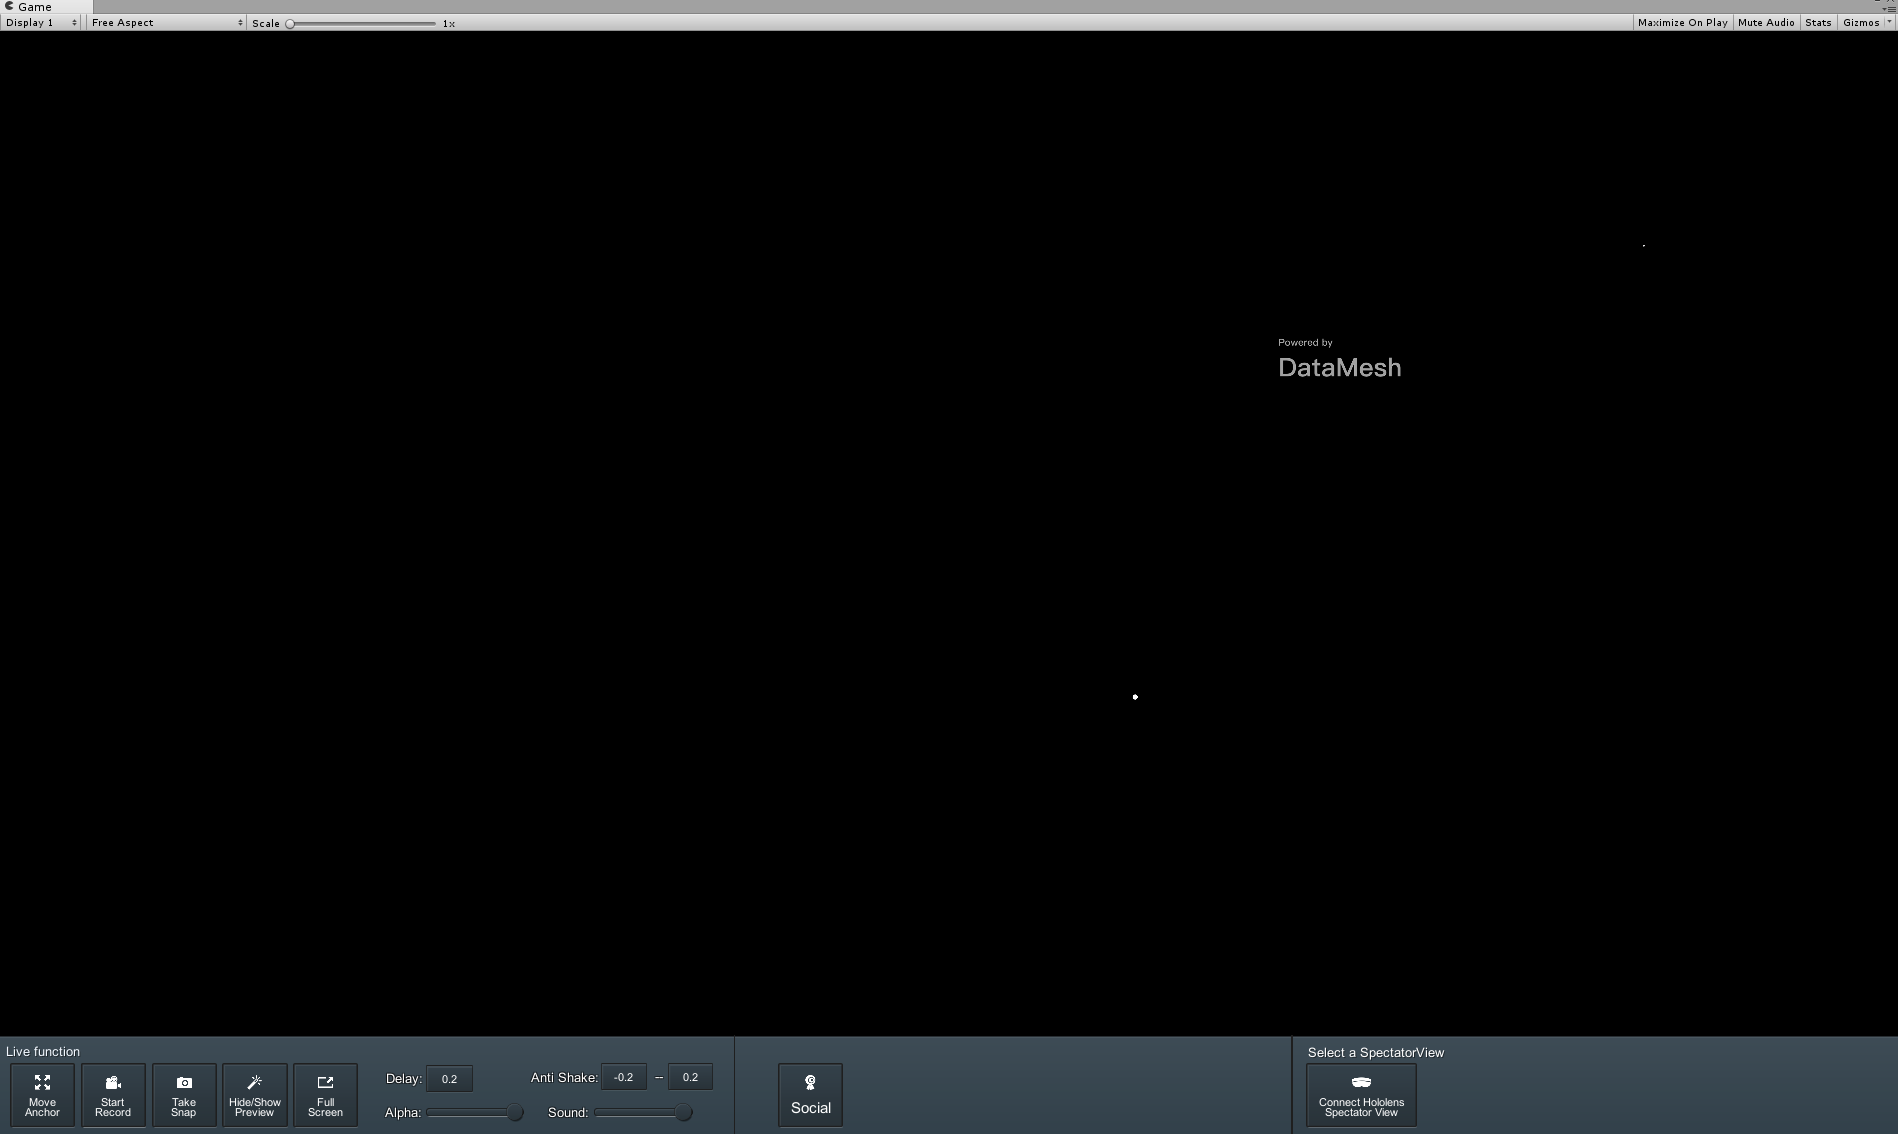 Game
Display 1
Free Aspect
Scale
1x
Maximize On Play
Mute Audio
Stats
Gizmos
Powered by
DataMesh
Live function
Move
Anchor
Start
Record
Take
Snap
Hide/Show
Preview
Full
Screen
Delay:
0.2
Anti Shake:
-0.2
--
0.2
Alpha:
Sound:
Social
Select a SpectatorView
Connect Hololens
Spectator View